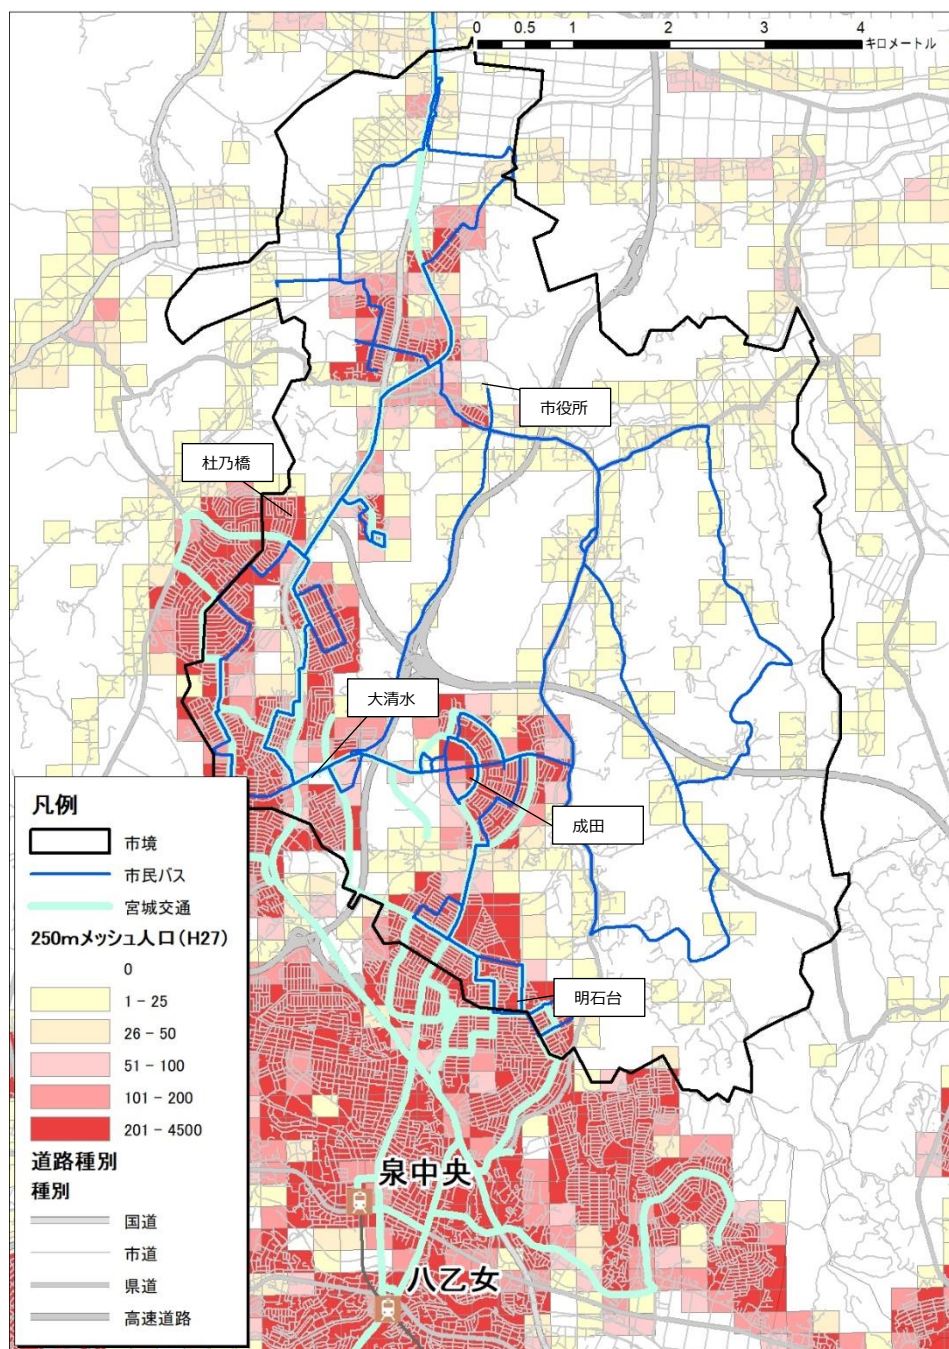 0 0.5 1 2 3 4
キロメートル
市役所
杜乃橋
大清水
成田
明石台
泉中央
八乙女
凡例
市境
市民バス
宮城交通
250mメッシュ人口(H27)
0
1 - 25
26 - 50
51 - 100
101 - 200
201 - 4500
道路種別
種別
国道
市道
県道
高速道路